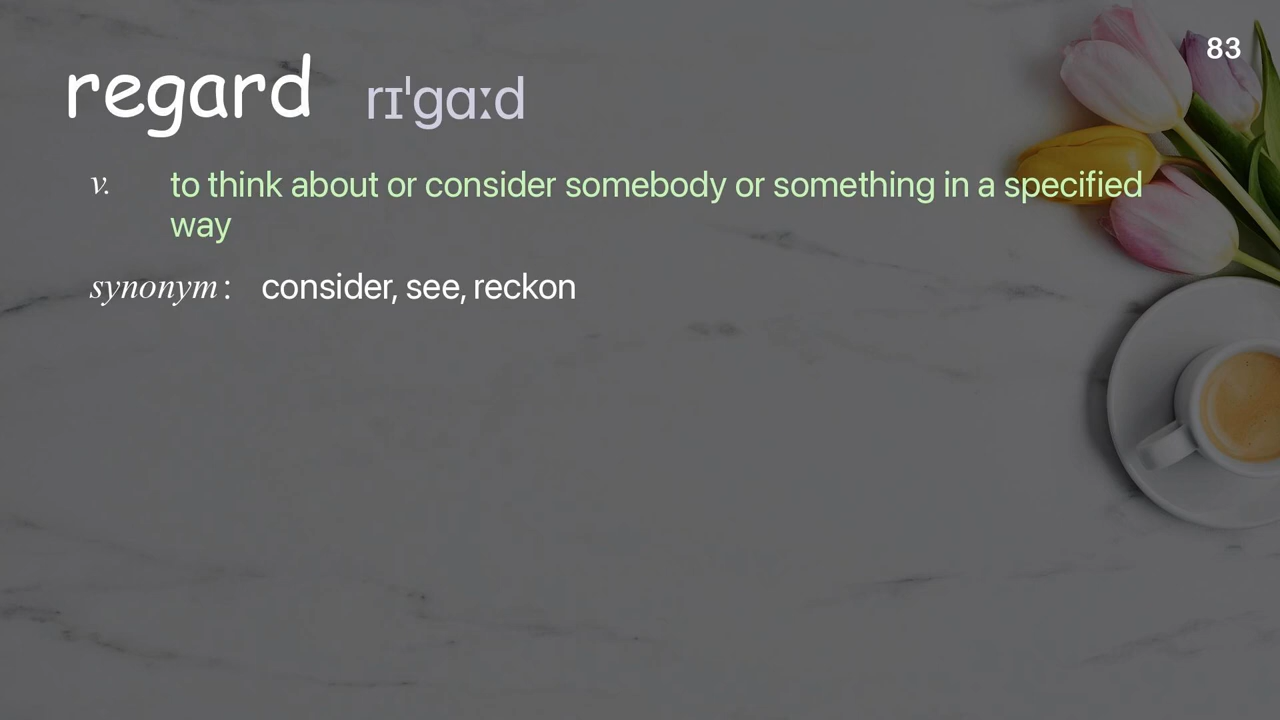 83
regard rɪˈɡɑːd
v. to think about or consider somebody or something in a specified
way
synonym: consider, see, reckon